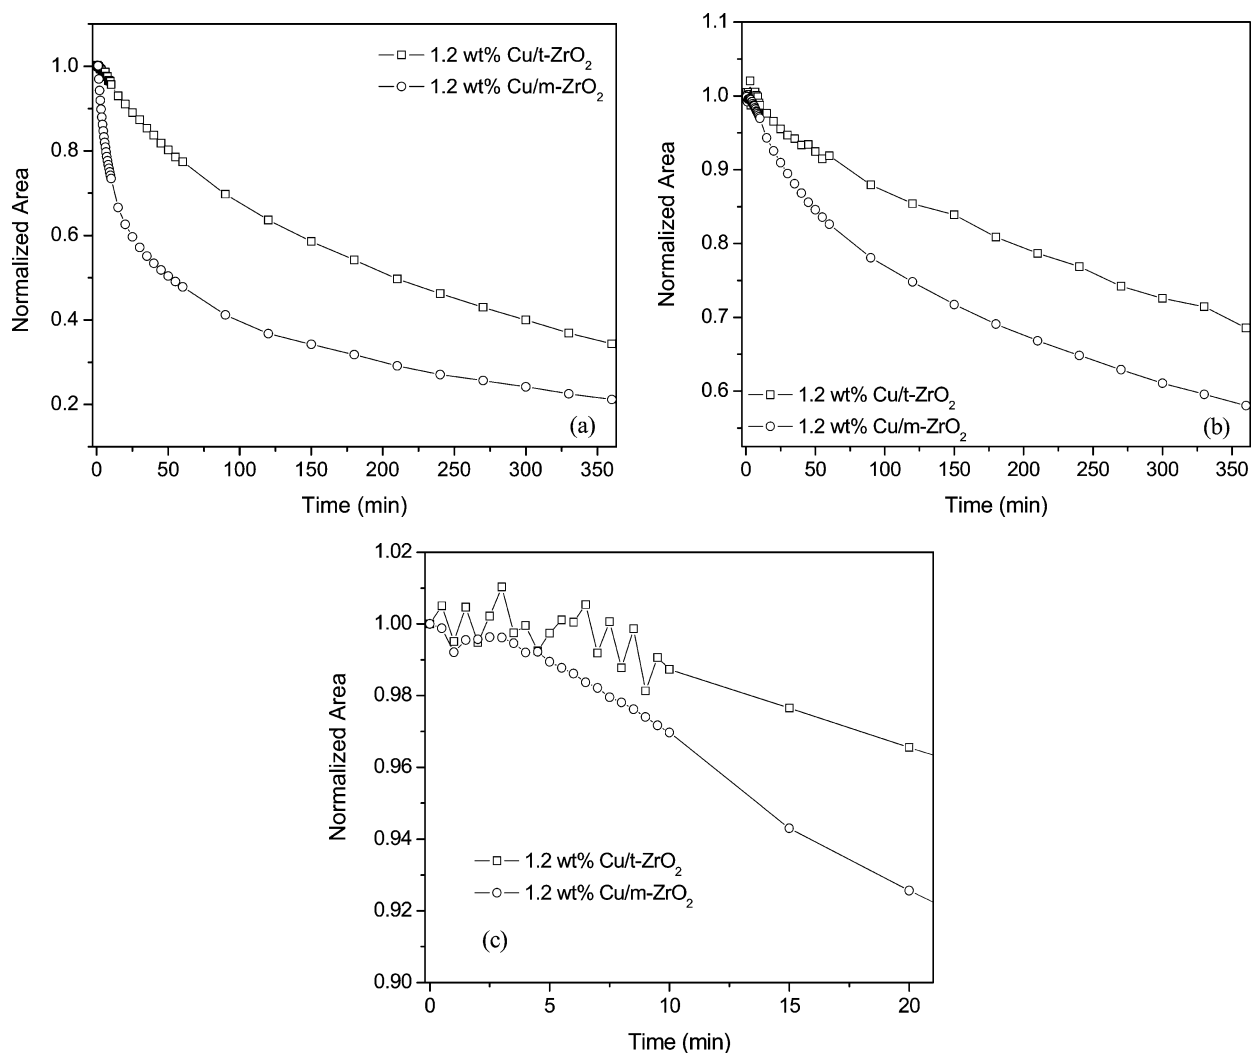 1.0
0.8
0.6
0.4
0.2
Normalized Area
0 50 100 150 200 250 300 350
Time (min)
1.2 wt% Cu/t-ZrO₂
1.2 wt% Cu/m-ZrO₂
(a)
1.1
1.0
0.9
0.8
0.7
0.6
Normalized Area
0 50 100 150 200 250 300 350
Time (min)
1.2 wt% Cu/t-ZrO₂
1.2 wt% Cu/m-ZrO₂
(b)
1.02
1.00
0.98
0.96
0.94
0.92
0.90
Normalized Area
0 5 10 15 20
Time (min)
1.2 wt% Cu/t-ZrO₂
1.2 wt% Cu/m-ZrO₂
(c)